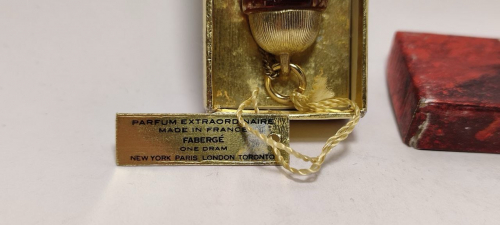 PARFUM EXTRAORDINAIRE
MADE IN FRANCE
FABERGÉ
ONE DRAM
NEW YORK PARIS LONDON TORONTO